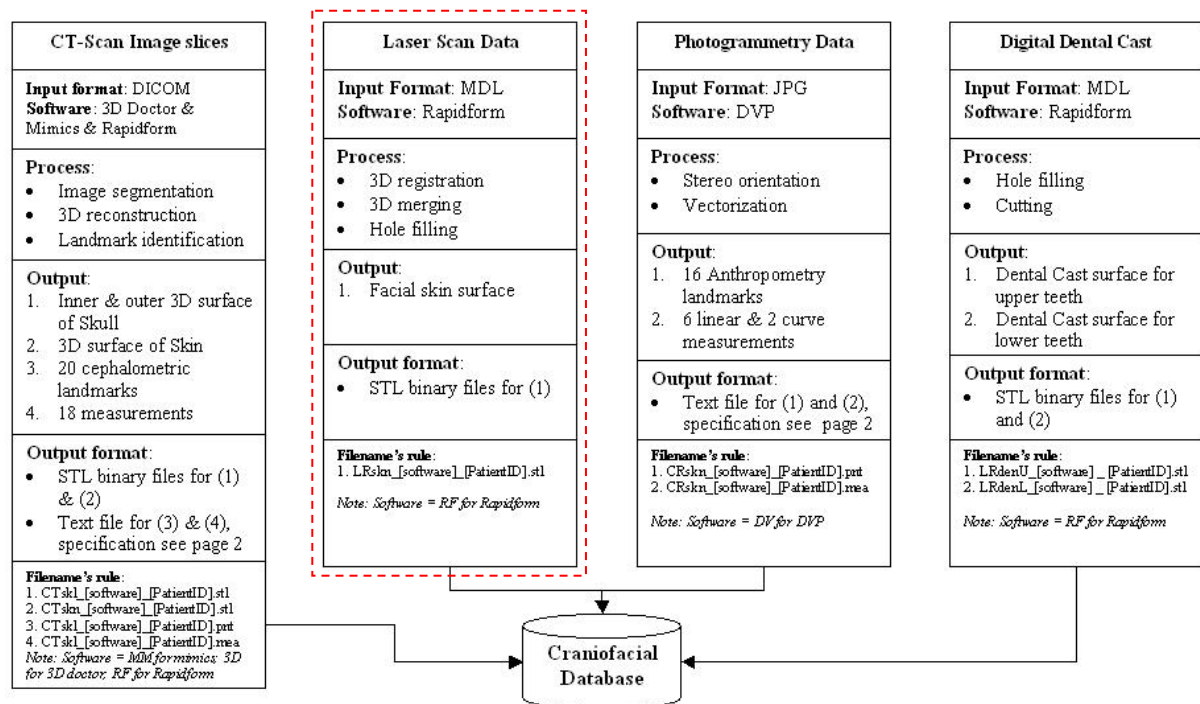 CT-Scan Image slices
Input format: DICOM
Software: 3D Doctor &
Mimics & Rapidform
Process:
• Image segmentation
• 3D reconstruction
• Landmark identification
Output:
1. Inner & outer 3D surface
of Skull
2. 3D surface of Skin
3. 20 cephalometric
landmarks
4. 18 measurements
Output format:
• STL binary files for (1)
& (2)
• Text file for (3) & (4),
specification see page 2
Filename's rule:
1. CTskl_[software]_[PatientID].stl
2. CTskn_[software]_[PatientID].stl
3. CTskl_[software]_[PatientID].pnt
4. CTskl_[software]_[PatientID].mea
Note: Software = MM for mimics; 3D
for 3D doctor; RF for Rapidform
Laser Scan Data
Input Format: MDL
Software: Rapidform
Process:
• 3D registration
• 3D merging
• Hole filling
Output:
1. Facial skin surface
Output format:
• STL binary files for (1)
Filename's rule:
1. LRskn_[software]_[PatientID].stl
Note: Software = RF for Rapidform
Photogrammetry Data
Input Format: JPG
Software: DVP
Process:
• Stereo orientation
• Vectorization
Output:
1. 16 Anthropometry
landmarks
2. 6 linear & 2 curve
measurements
Output format:
• Text file for (1) and (2),
specification see page 2
Filename's rule:
1. CRskn_[software]_[PatientID].pnt
2. CRskn_[software]_[PatientID].mea
Note: Software = DV for DVP
Digital Dental Cast
Input Format: MDL
Software: Rapidform
Process:
• Hole filling
• Cutting
Output:
1. Dental Cast surface for
upper teeth
2. Dental Cast surface for
lower teeth
Output format:
• STL binary files for (1)
and (2)
Filename's rule:
1. LRdenU_[software]_[PatientID].stl
2. LRdenL_[software]_[PatientID].stl
Note: Software = RF for Rapidform
Craniofacial
Database